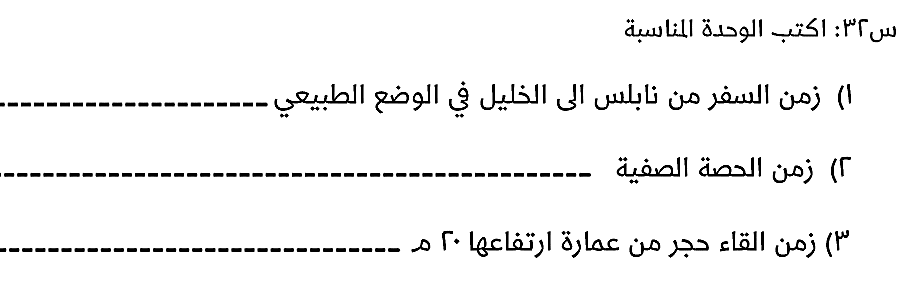 س٣٢: اكتب الوحدة المناسبة
١) زمن السفر من نابلس الى الخليل في الوضع الطبيعي --------------------
٢) زمن الحصة الصفية ---------------------------------------------
٣) زمن القاء حجر من عمارة ارتفاعها ٢٠ م ------------------------------